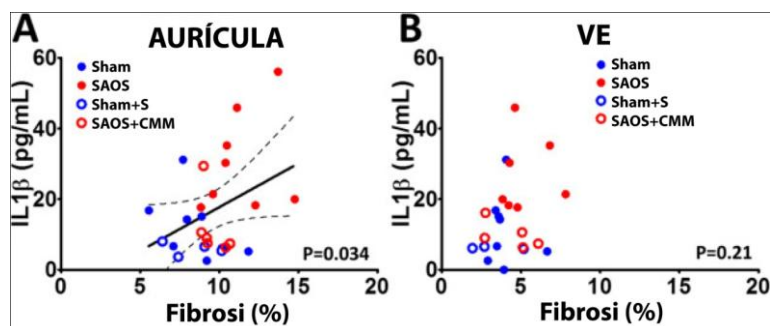 A
AURÍCULA
60
40
20
0
IL1β (pg/mL)
Sham
SAOS
Sham+S
SAOS+CMM
P=0.034
0 5 10 15 20
Fibrosi (%)
B
VE
60
40
20
0
IL1β (pg/mL)
Sham
SAOS
Sham+S
SAOS+CMM
P=0.21
0 5 10 15 20
Fibrosi (%)